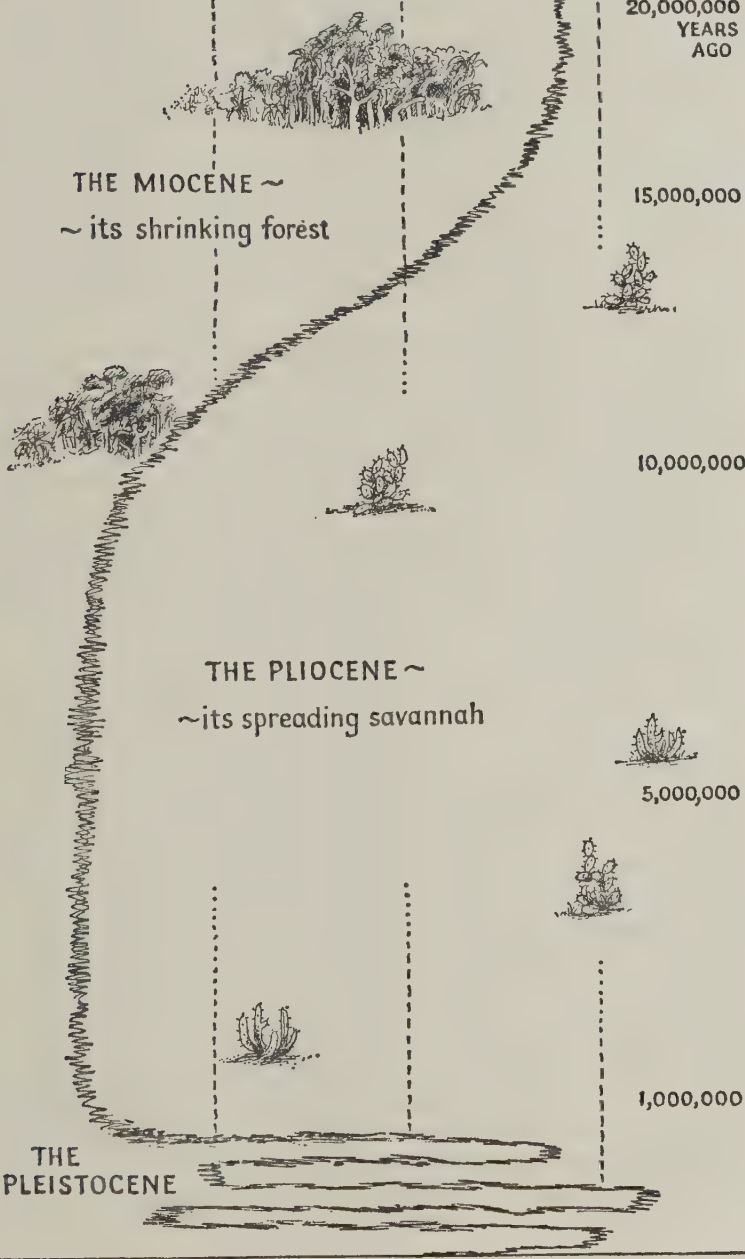 20,000,000
YEARS
AGO
THE MIOCENE ~
~ its shrinking forest
15,000,000
10,000,000
THE PLIOCENE ~
~its spreading savannah
5,000,000
1,000,000
THE
PLEISTOCENE